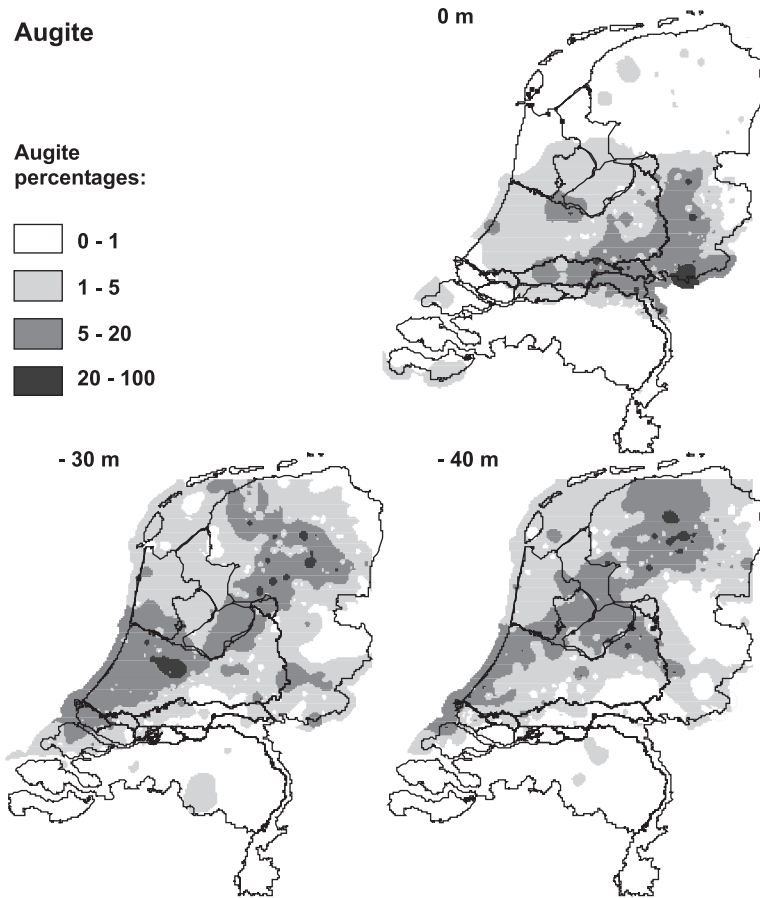 Augite
0 m
Augite
percentages:
0 - 1
1 - 5
5 - 20
20 - 100
- 30 m
- 40 m